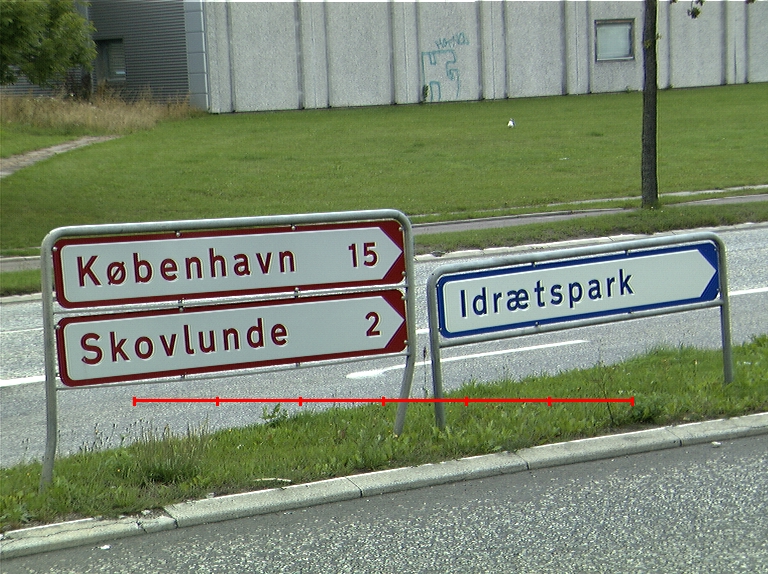 København 15
Skovlunde 2
Idrætspark